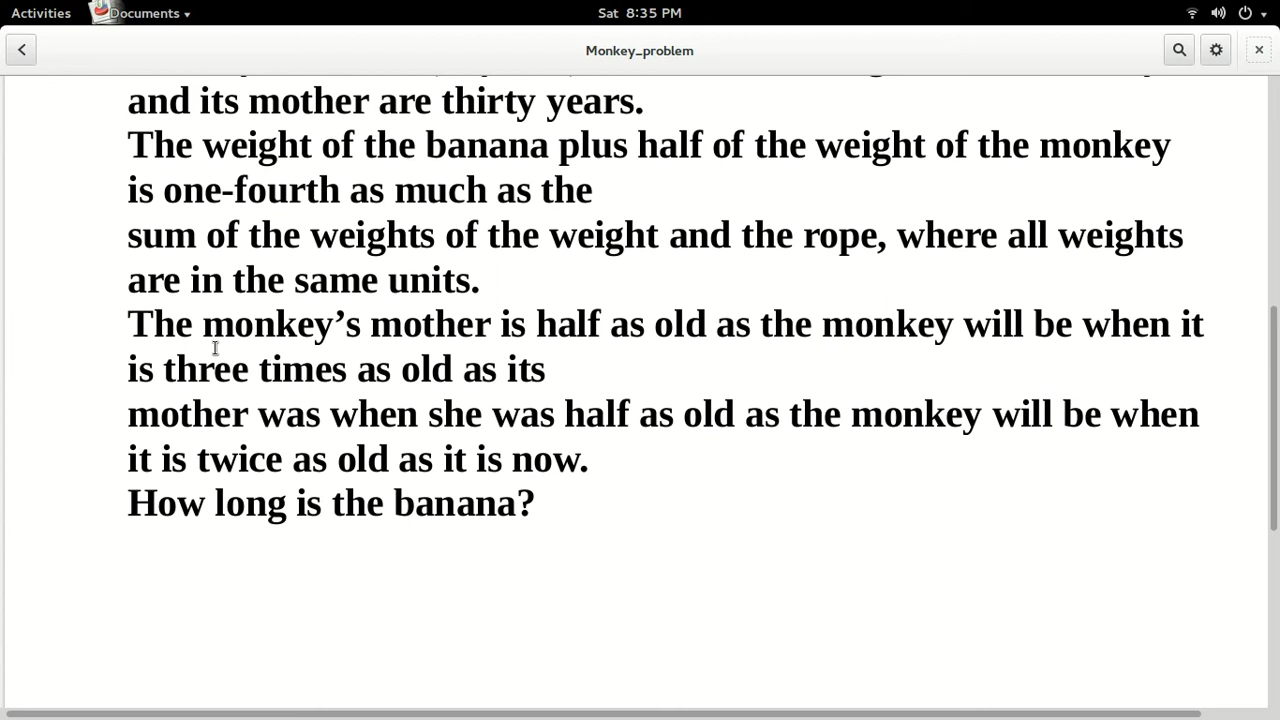 Activities Documents Sat 8:35 PM
Monkey_problem
and its mother are thirty years.
The weight of the banana plus half of the weight of the monkey
is one-fourth as much as the
sum of the weights of the weight and the rope, where all weights
are in the same units.
The monkey’s mother is half as old as the monkey will be when it
is three times as old as its
mother was when she was half as old as the monkey will be when
it is twice as old as it is now.
How long is the banana?